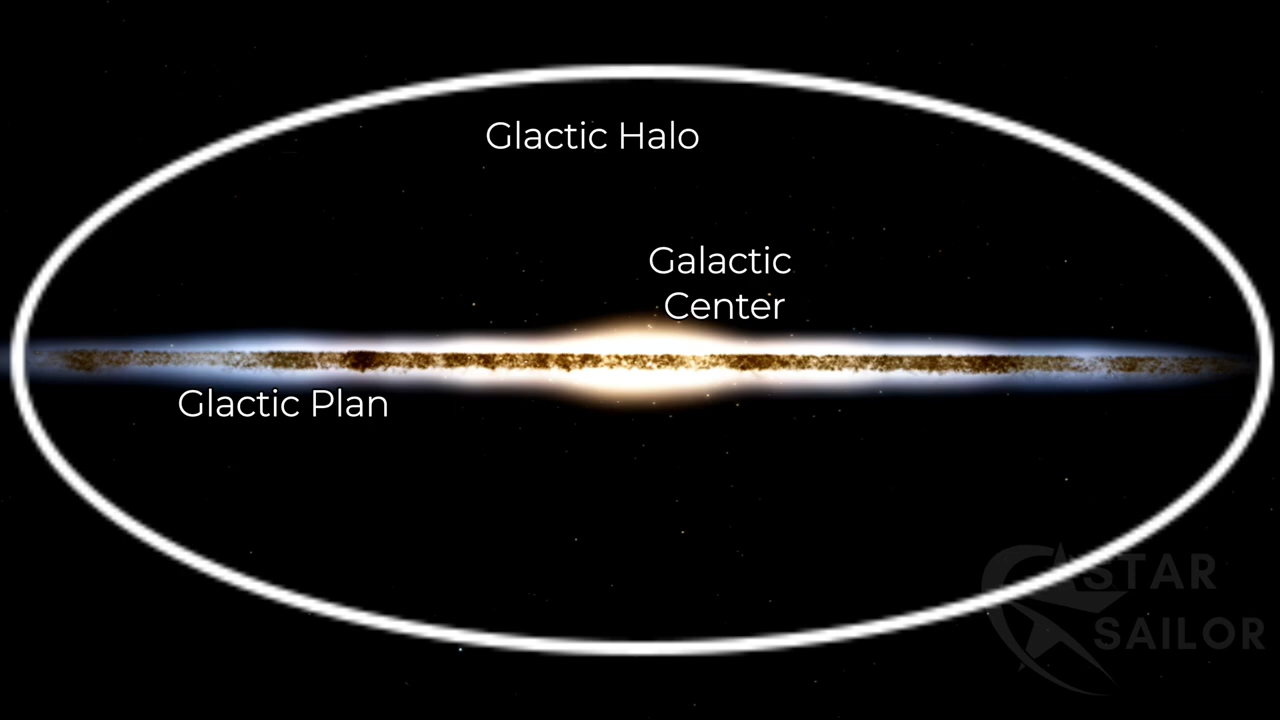 Glactic Halo
Galactic
Center
Glactic Plan
STAR
SAILOR